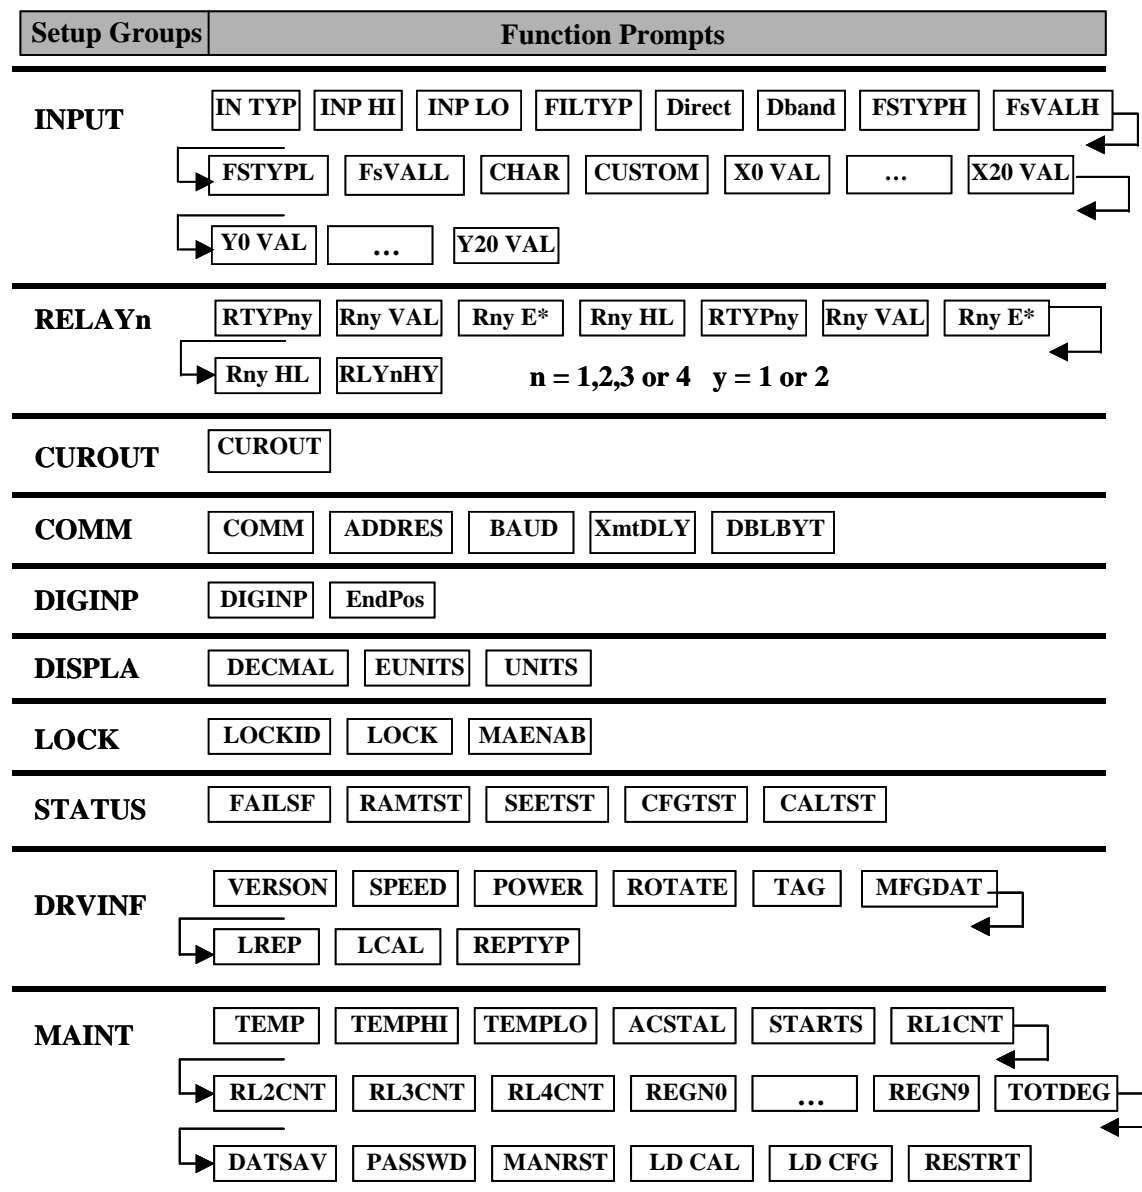 Setup Groups Function Prompts
INPUT IN TYP INP HI INP LO FILTYP Direct Dband FSTYPH FsVALH
FSTYPL FsVALL CHAR CUSTOM X0 VAL … X20 VAL
Y0 VAL … Y20 VAL
RELAYn RTYPny Rny VAL Rny E* Rny HL RTYPny Rny VAL Rny E*
Rny HL RLYnHY n = 1,2,3 or 4 y = 1 or 2
CUROUT CUROUT
COMM COMM ADDRES BAUD XmtDLY DBLBYT
DIGINP DIGINP EndPos
DISPLA DECMAL EUNITS UNITS
LOCK LOCKID LOCK MAENAB
STATUS FAILSF RAMTST SEETST CFGTST CALTST
DRVINF VERSON SPEED POWER ROTATE TAG MFGDAT
LREP LCAL REPTYP
MAINT TEMP TEMPHI TEMPLO ACSTAL STARTS RL1CNT
RL2CNT RL3CNT RL4CNT REGN0 … REGN9 TOTDEG
DATSAV PASSWD MANRST LD CAL LD CFG RESTRT